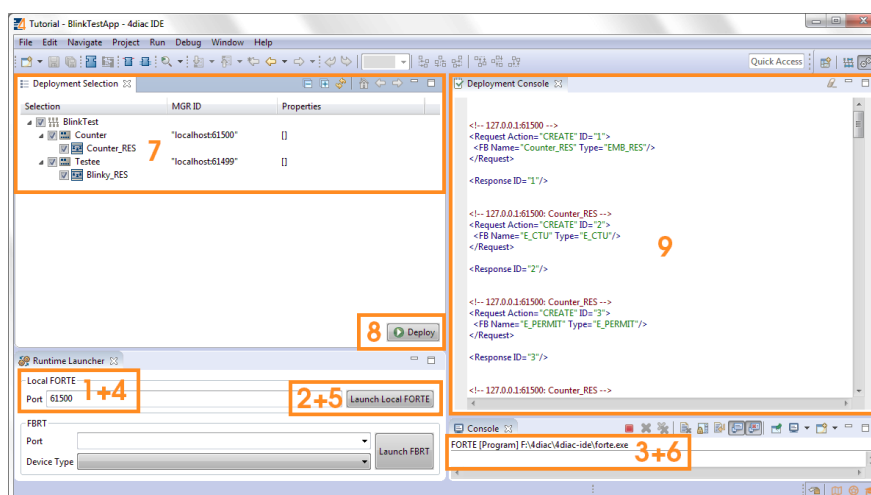 Tutorial - BlinkTestApp - 4diac IDE
File Edit Navigate Project Run Debug Window Help
Quick Access
Deployment Selection
Selection MGR ID Properties
BlinkTest
Counter "localhost:61500" []
Counter_RES
Testee "localhost:61499" []
Blinky_RES
7
8 Deploy
Runtime Launcher
Local FORTE
Port 61500
1+4
2+5 Launch Local FORTE
FBRT
Port
Launch FBRT
Device Type
Deployment Console
<!-- 127.0.0.1:61500 -->
<Request Action="CREATE" ID="1">
<FB Name="Counter_RES" Type="EMB_RES"/>
</Request>
<Response ID="1"/>
<!-- 127.0.0.1:61500: Counter_RES -->
<Request Action="CREATE" ID="2">
<FB Name="E_CTU" Type="E_CTU"/>
</Request>
9
<Response ID="2"/>
<!-- 127.0.0.1:61500: Counter_RES -->
<Request Action="CREATE" ID="3">
<FB Name="E_PERMIT" Type="E_PERMIT"/>
</Request>
<Response ID="3"/>
<!-- 127.0.0.1:61500: Counter_RES -->
Console
FORTE [Program] F:\4diac\4diac-ide\forte.exe
3+6